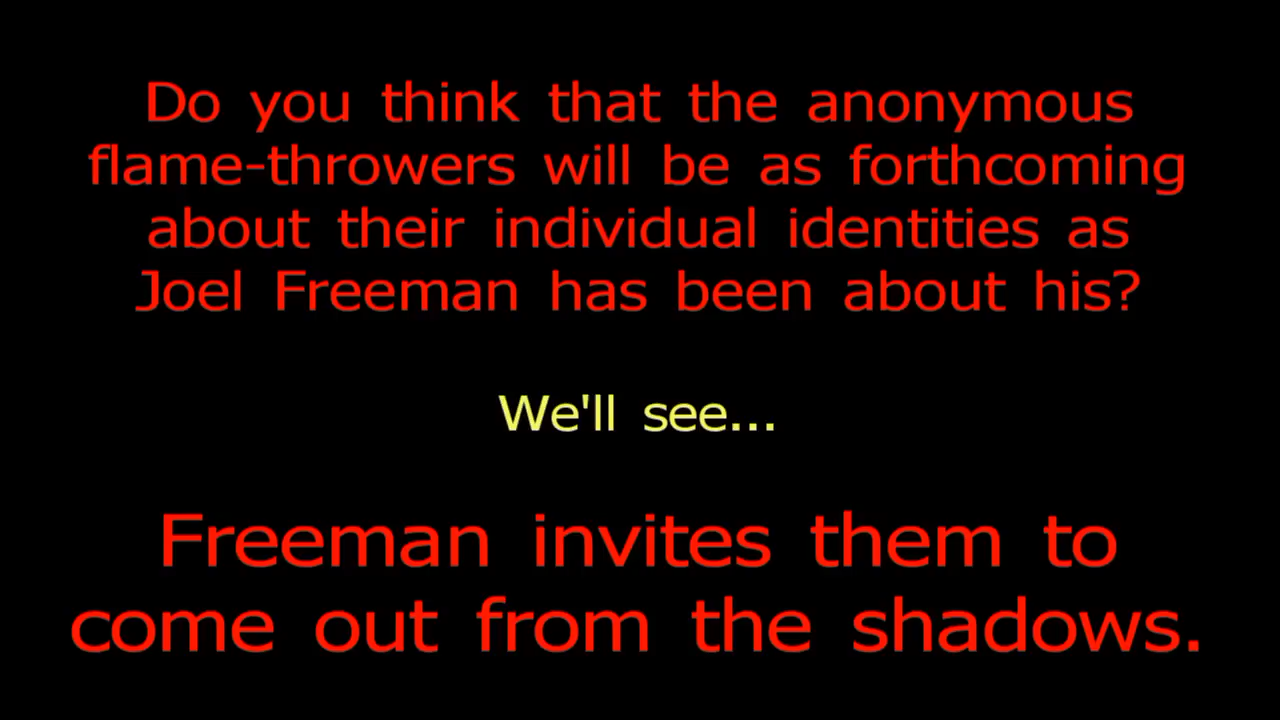 Do you think that the anonymous
flame-throwers will be as forthcoming
about their individual identities as
Joel Freeman has been about his?
We'll see...
Freeman invites them to
come out from the shadows.